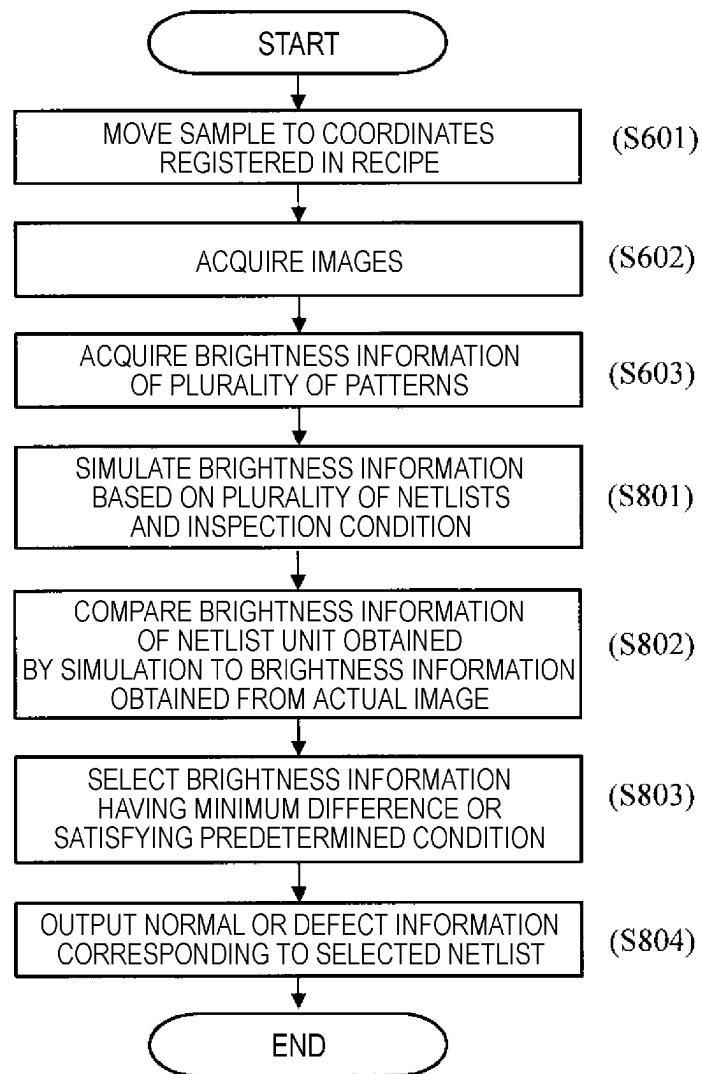 START
MOVE SAMPLE TO COORDINATES
REGISTERED IN RECIPE
(S601)
ACQUIRE IMAGES
(S602)
ACQUIRE BRIGHTNESS INFORMATION
OF PLURALITY OF PATTERNS
(S603)
SIMULATE BRIGHTNESS INFORMATION
BASED ON PLURALITY OF NETLISTS
AND INSPECTION CONDITION
(S801)
COMPARE BRIGHTNESS INFORMATION
OF NETLIST UNIT OBTAINED
BY SIMULATION TO BRIGHTNESS INFORMATION
OBTAINED FROM ACTUAL IMAGE
(S802)
SELECT BRIGHTNESS INFORMATION
HAVING MINIMUM DIFFERENCE OR
SATISFYING PREDETERMINED CONDITION
(S803)
OUTPUT NORMAL OR DEFECT INFORMATION
CORRESPONDING TO SELECTED NETLIST
(S804)
END